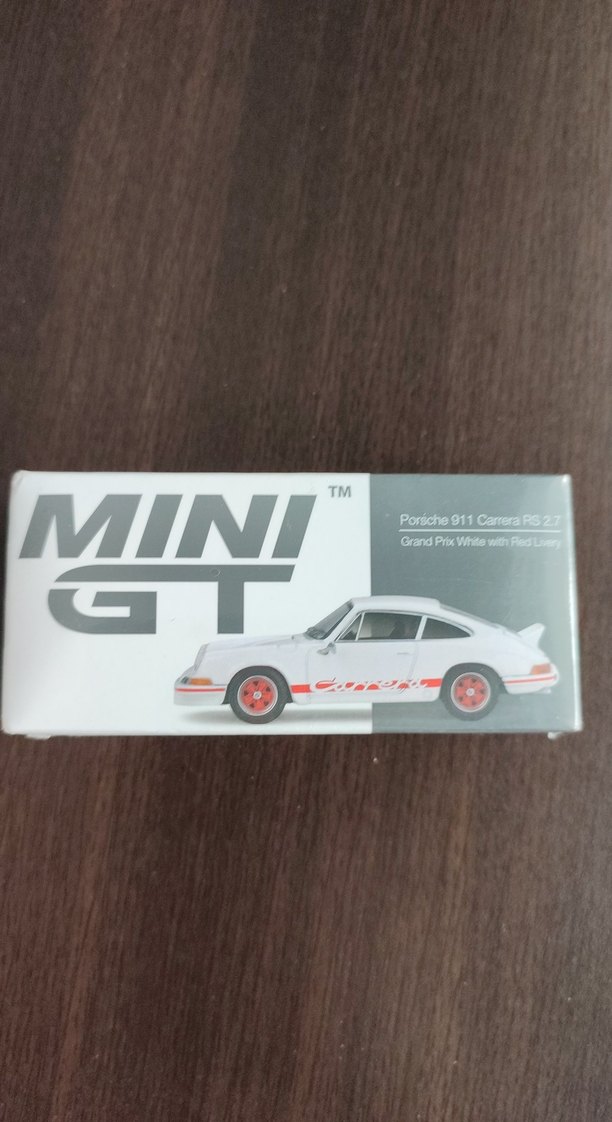 MINI
GT
TM
Porsche 911 Carrera RS 2.7
Grand Prix White with Red Livery
Carrera